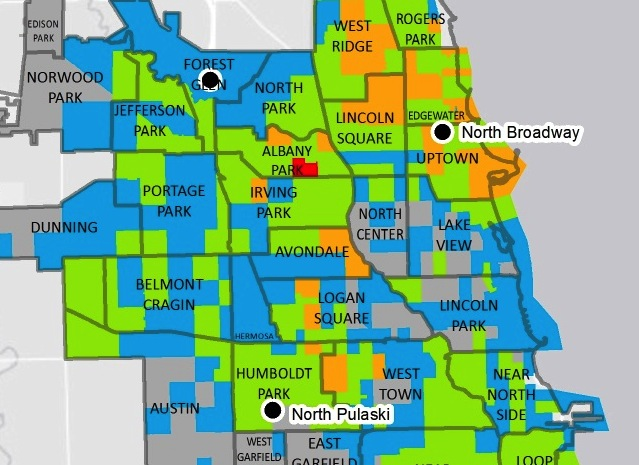 EDISON
PARK
NORWOOD
PARK
FOREST
GLEN
WEST
RIDGE
ROGERS
PARK
JEFFERSON
PARK
NORTH
PARK
LINCOLN
SQUARE
EDGEWATER
North Broadway
UPTOWN
ALBANY
PARK
IRVING
PARK
PORTAGE
PARK
DUNNING
NORTH
CENTER
LAKE
VIEW
AVONDALE
BELMONT
CRAGIN
LOGAN
SQUARE
LINCOLN
PARK
HERMOSA
HUMBOLDT
PARK
WEST
TOWN
NEAR
NORTH
SIDE
AUSTIN
North Pulaski
WEST
GARFIELD
EAST
GARFIELD
NEAR
LOOP